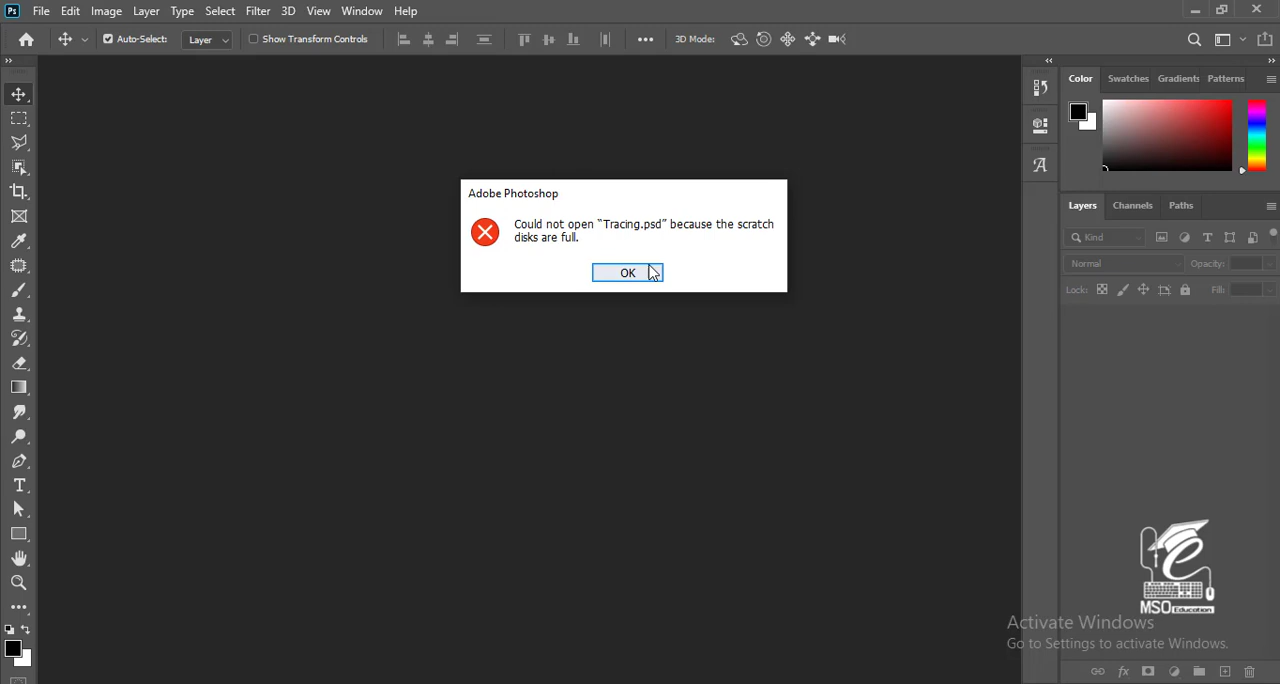 Ps File Edit Image Layer Type Select Filter 3D View Window Help
Auto-Select: Layer Show Transform Controls 3D Mode:
Color Swatches Gradients Patterns
Adobe Photoshop
Could not open “Tracing.psd” because the scratch
disks are full.
OK
Layers Channels Paths
Kind
Normal Opacity:
Lock: Fill:
MSO Education
Activate Windows
Go to Settings to activate Windows.